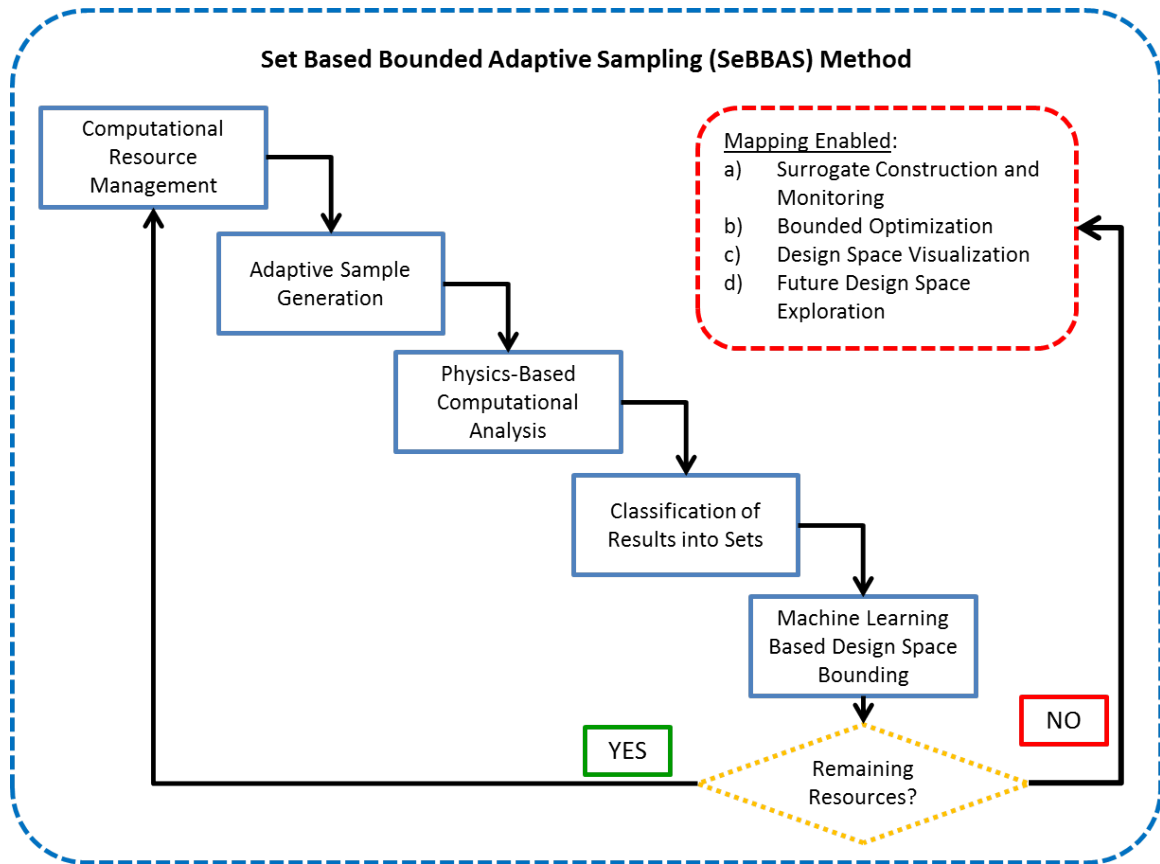 Set Based Bounded Adaptive Sampling (SeBBAS) Method
Computational
Resource
Management
Mapping Enabled:
a) Surrogate Construction and
Monitoring
b) Bounded Optimization
c) Design Space Visualization
d) Future Design Space
Exploration
Adaptive Sample
Generation
Physics-Based
Computational
Analysis
Classification of
Results into Sets
Machine Learning
Based Design Space
Bounding
NO
YES
Remaining
Resources?